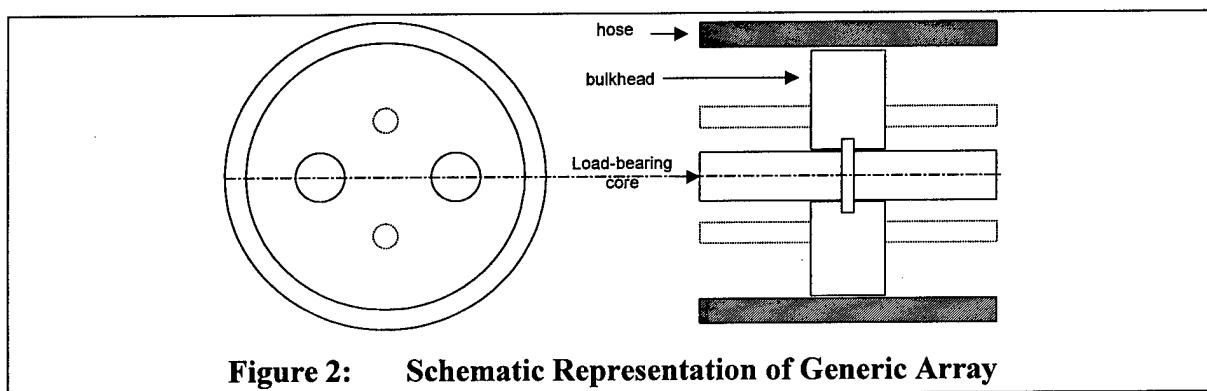 hose
bulkhead
Load-bearing
core
Figure 2: Schematic Representation of Generic Array